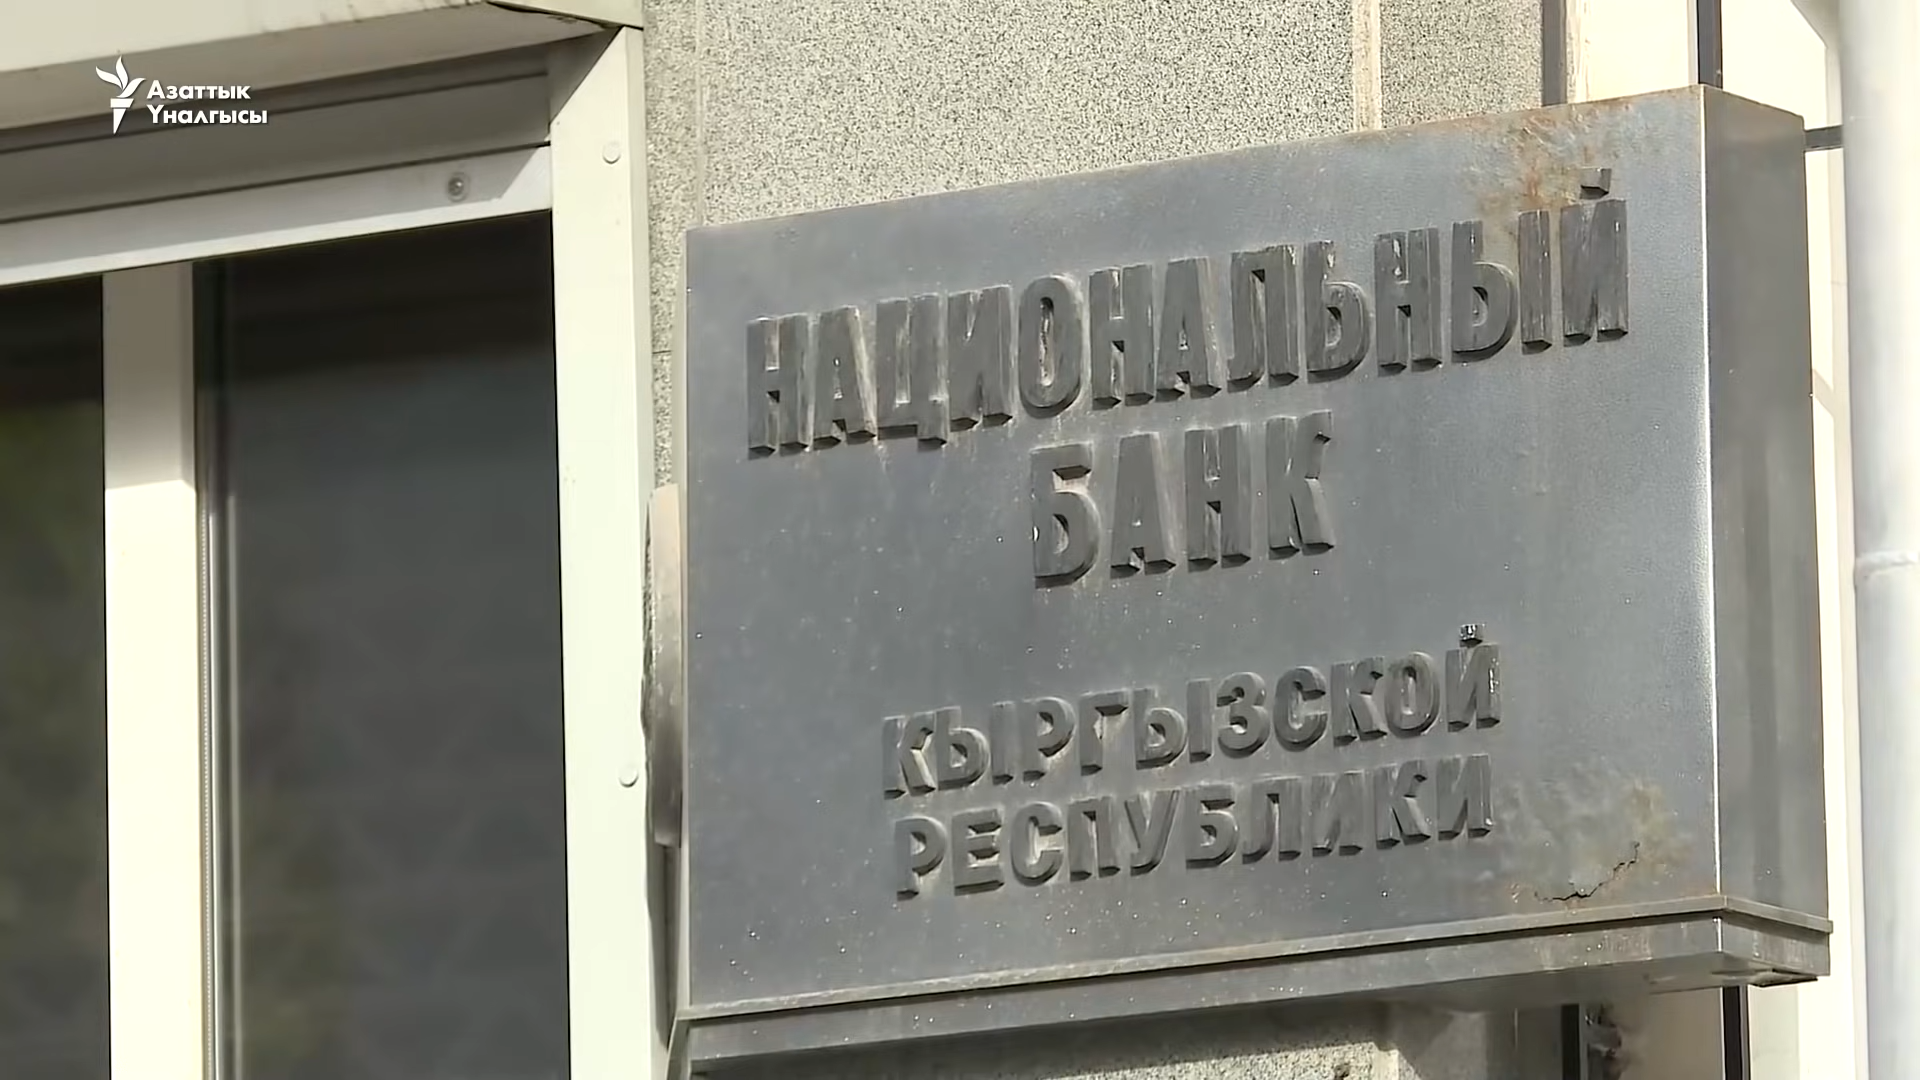 Азаттык
Үналгысы
НАЦИОНАЛЬНЫЙ
БАНК
КЫРГЫЗСКОЙ
РЕСПУБЛИКИ